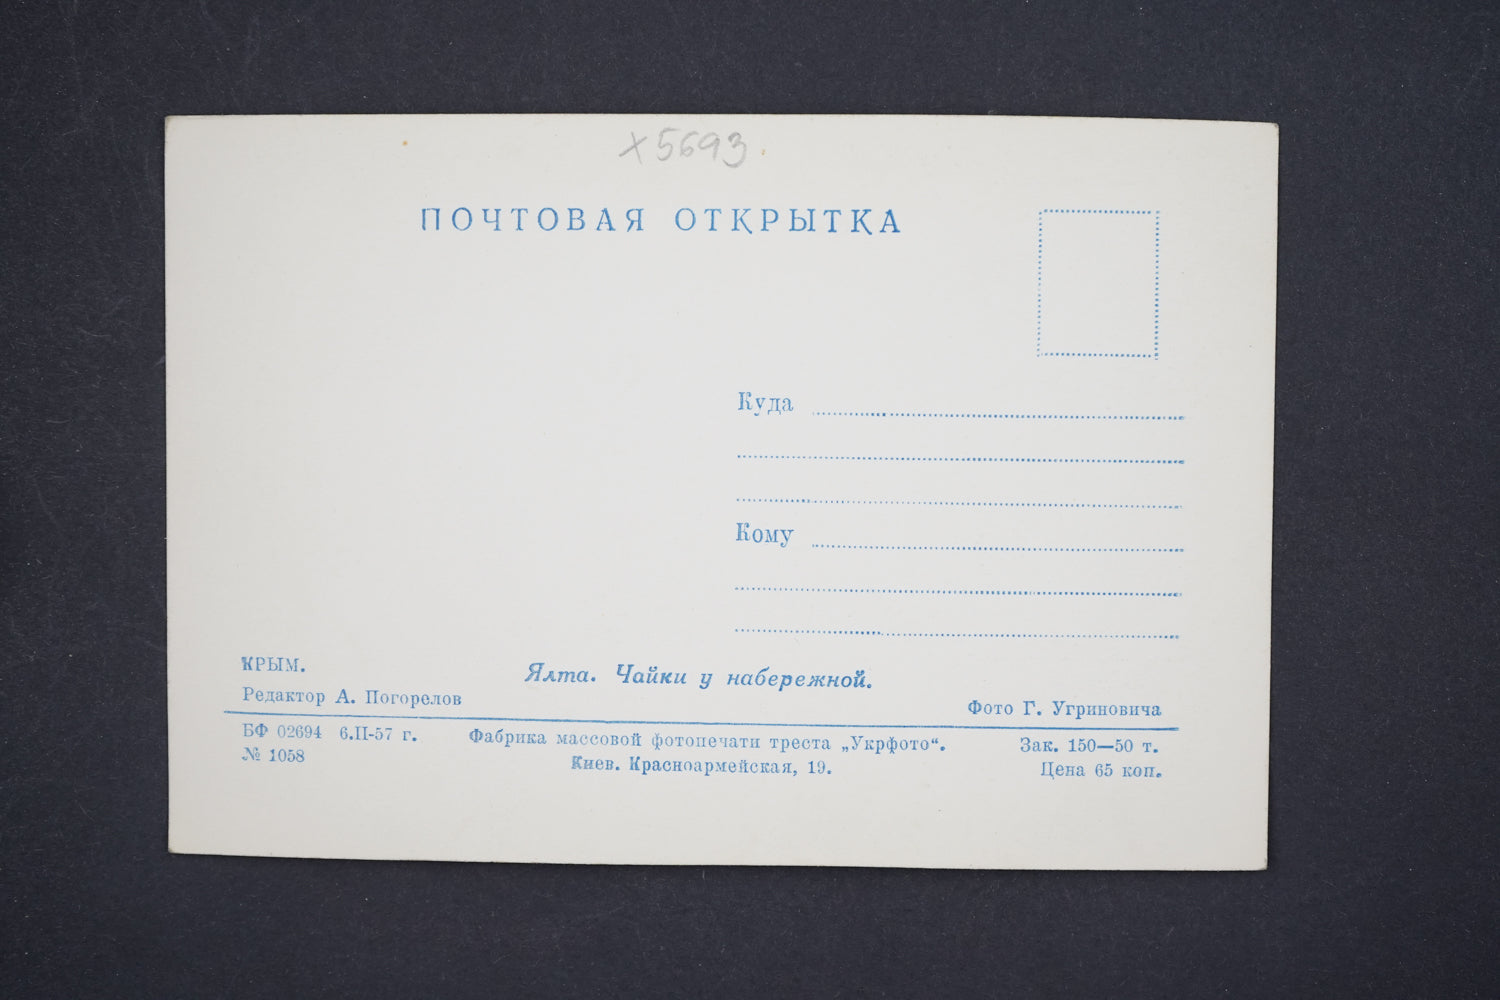 х5693
ПОЧТОВАЯ ОТКРЫТКА
Куда
Кому
КРЫМ.
Ялта. Чайки у набережной.
Редактор А. Погорелов
Фото Г. Угриновича
БФ 02694 6.II-57 г.
Фабрика массовой фотопечати треста „Укрфото“.
Зак. 150—50 т.
№ 1058
Киев. Красноармейская, 19.
Цена 65 коп.